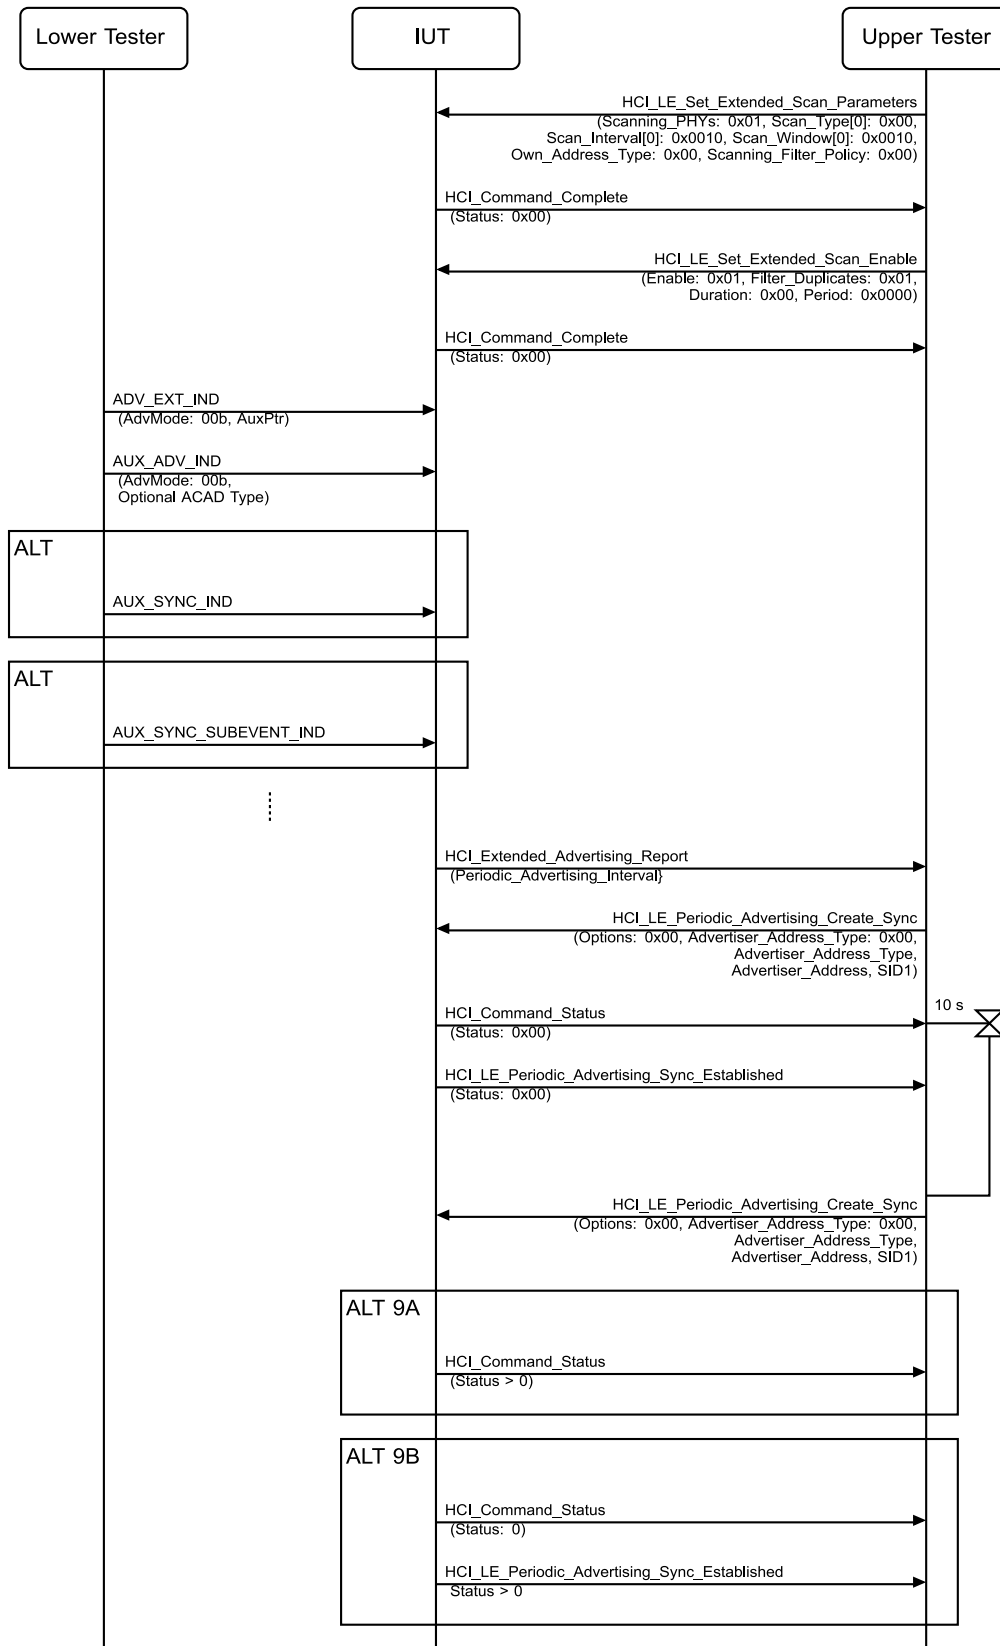 Lower Tester
IUT
Upper Tester
HCI_LE_Set_Extended_Scan_Parameters
(Scanning_PHYs: 0x01, Scan_Type[0]: 0x00,
Scan_Interval[0]: 0x0010, Scan_Window[0]: 0x0010,
Own_Address_Type: 0x00, Scanning_Filter_Policy: 0x00)
HCI_Command_Complete
(Status: 0x00)
HCI_LE_Set_Extended_Scan_Enable
(Enable: 0x01, Filter_Duplicates: 0x01,
Duration: 0x00, Period: 0x0000)
HCI_Command_Complete
(Status: 0x00)
ADV_EXT_IND
(AdvMode: 00b, AuxPtr)
AUX_ADV_IND
(AdvMode: 00b,
Optional ACAD Type)
ALT
AUX_SYNC_IND
ALT
AUX_SYNC_SUBEVENT_IND
HCI_Extended_Advertising_Report
(Periodic_Advertising_Interval}
HCI_LE_Periodic_Advertising_Create_Sync
(Options: 0x00, Advertiser_Address_Type: 0x00,
Advertiser_Address_Type,
Advertiser_Address, SID1)
HCI_Command_Status
(Status: 0x00)
10 s
HCI_LE_Periodic_Advertising_Sync_Established
(Status: 0x00)
HCI_LE_Periodic_Advertising_Create_Sync
(Options: 0x00, Advertiser_Address_Type: 0x00,
Advertiser_Address_Type,
Advertiser_Address, SID1)
ALT 9A
HCI_Command_Status
(Status > 0)
ALT 9B
HCI_Command_Status
(Status: 0)
HCI_LE_Periodic_Advertising_Sync_Established
Status > 0